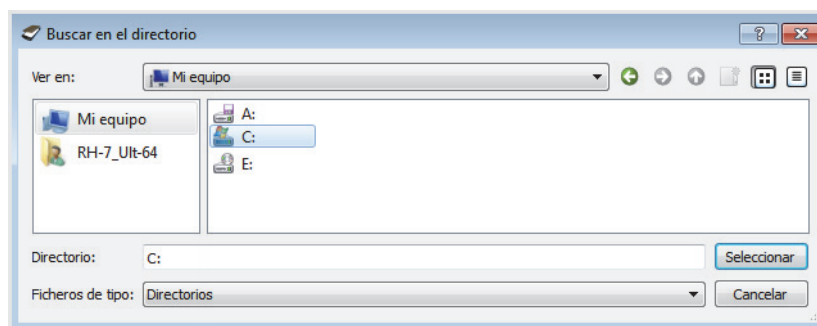 Buscar en el directorio
Ver en: Mi equipo
Mi equipo
RH-7_Ult-64
A:
C:
E:
Directorio: C: Seleccionar
Ficheros de tipo: Directorios Cancelar